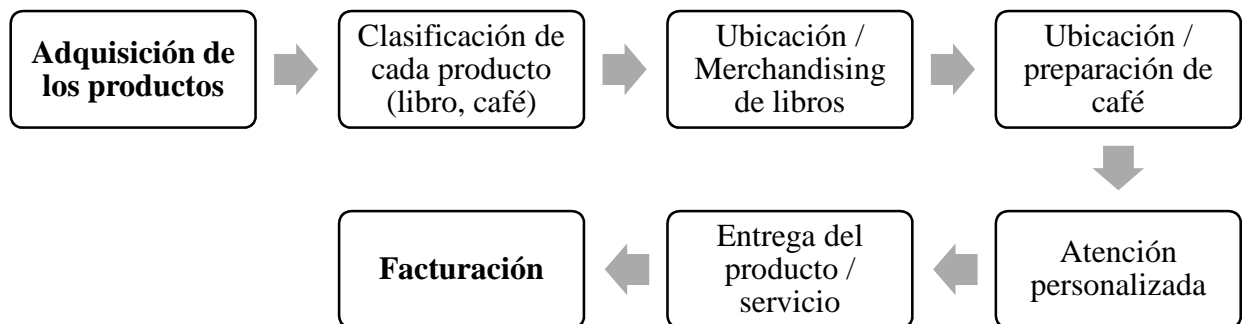 Adquisición de
los productos
Clasificación de
cada producto
(libro, café)
Ubicación /
Merchandising
de libros
Ubicación /
preparación de
café
Atención
personalizada
Entrega del
producto /
servicio
Facturación